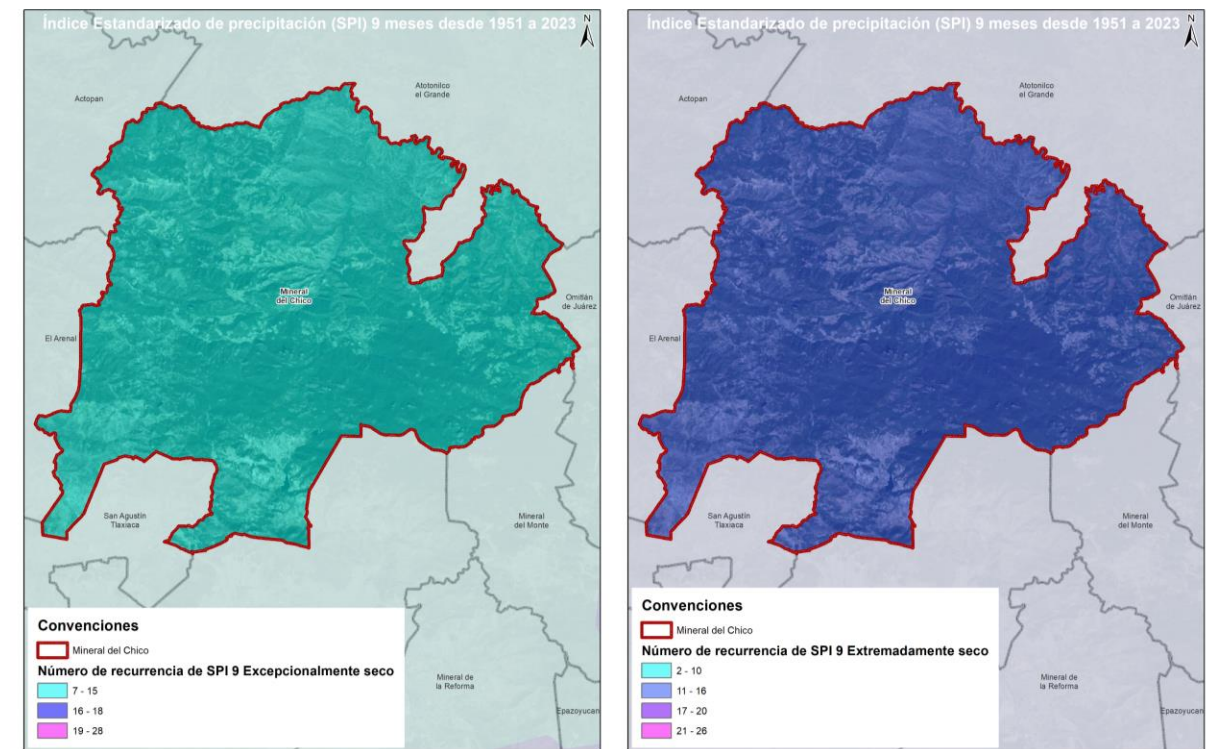 Índice Estandarizado de precipitación (SPI) 9 meses desde 1951 a 2023
N
Actopan
Atotonilco
el Grande
Mineral
del Chico
Omitlán
de Juárez
El Arenal
San Agustín
Tlaxiaca
Mineral
del Monte
Mineral de
la Reforma
Epazoyucan
Convenciones
Mineral del Chico
Número de recurrencia de SPI 9 Excepcionalmente seco
7 - 15
16 - 18
19 - 28
Índice Estandarizado de precipitación (SPI) 9 meses desde 1951 a 2023
N
Actopan
Atotonilco
el Grande
Mineral
del Chico
Omitlán
de Juárez
El Arenal
San Agustín
Tlaxiaca
Mineral
del Monte
Mineral de
la Reforma
Epazoyucan
Convenciones
Mineral del Chico
Número de recurrencia de SPI 9 Extremadamente seco
2 - 10
11 - 16
17 - 20
21 - 26